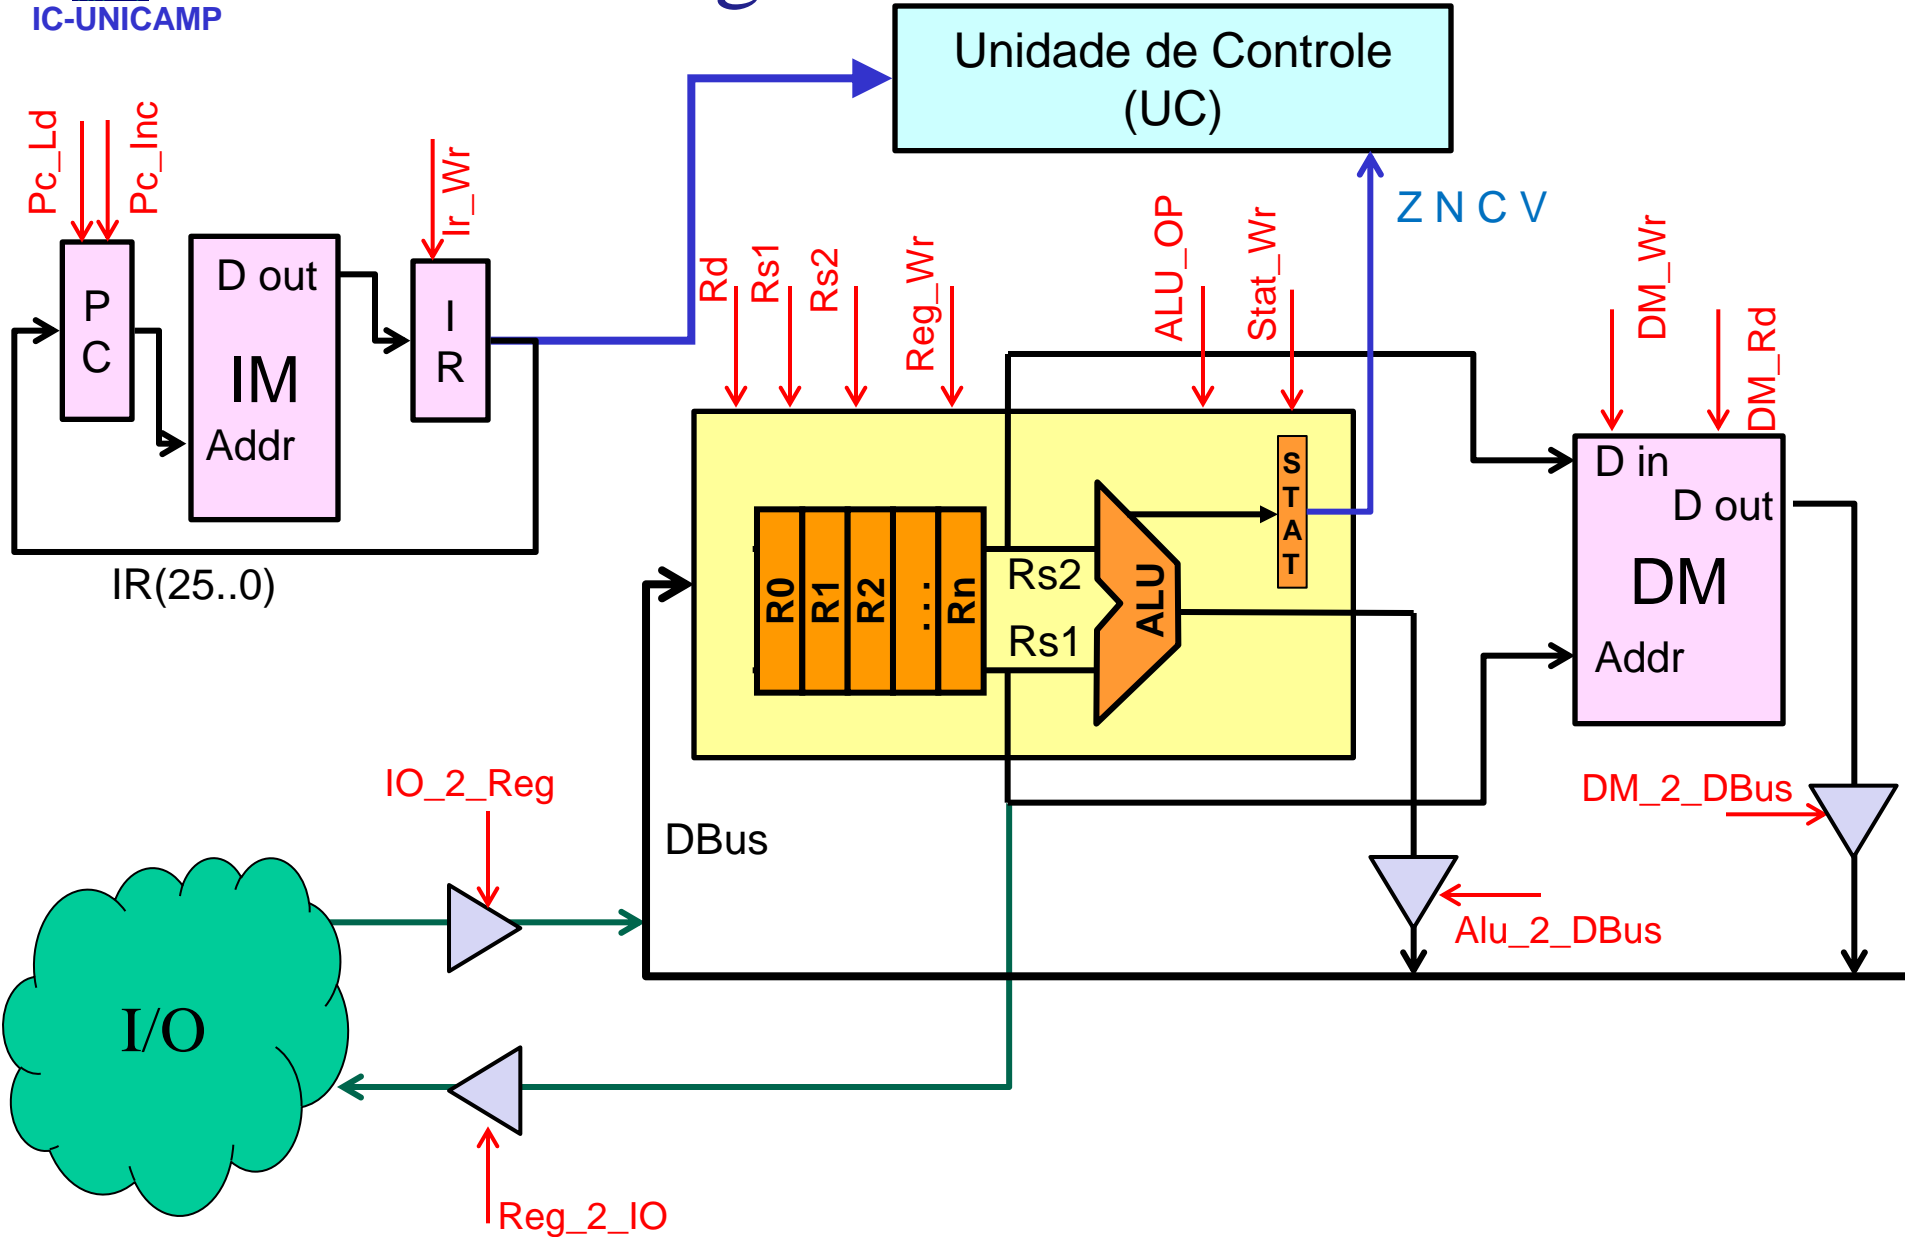 IC-UNICAMP
Unidade de Controle
(UC)
Pc_Ld
Pc_Inc
Ir_Wr
Z N C V
P
C
D out
IM
Addr
I
R
IR(25..0)
Rd
Rs1
Rs2
Reg_Wr
ALU_OP
Stat_Wr
DM_Wr
DM_Rd
R0
R1
R2
...
Rn
Rs2
Rs1
ALU
STAT
D in
D out
DM
Addr
IO_2_Reg
DBus
DM_2_DBus
Alu_2_DBus
I/O
Reg_2_IO